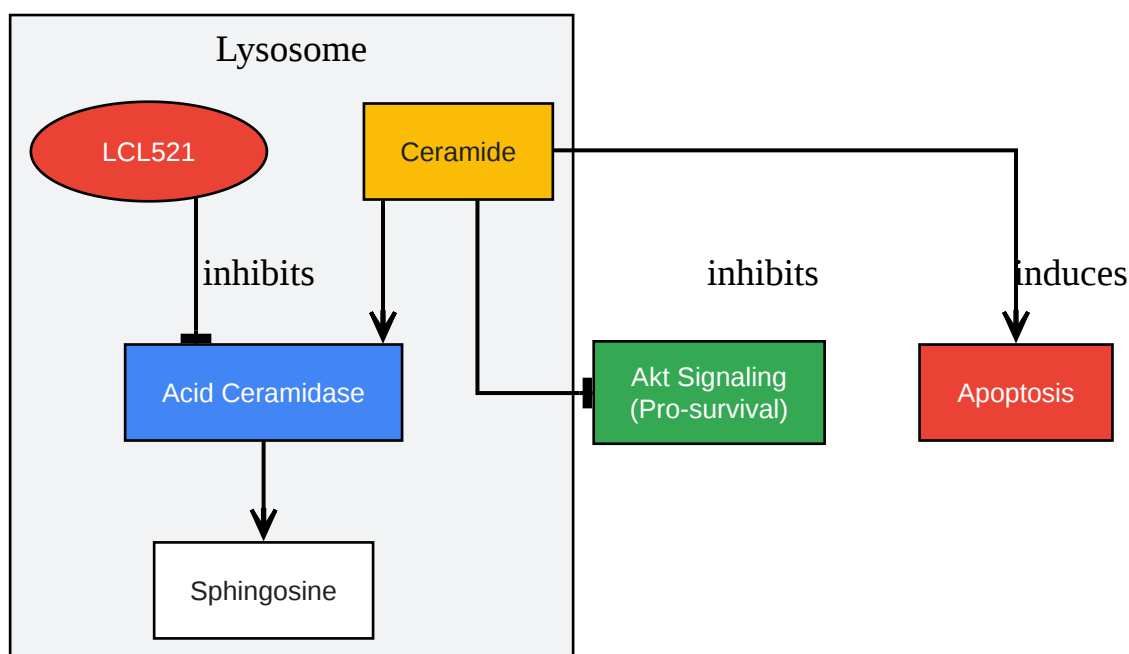 Lysosome
LCL521
Ceramide
inhibits
inhibits
induces
Acid Ceramidase
Akt Signaling
(Pro-survival)
Apoptosis
Sphingosine